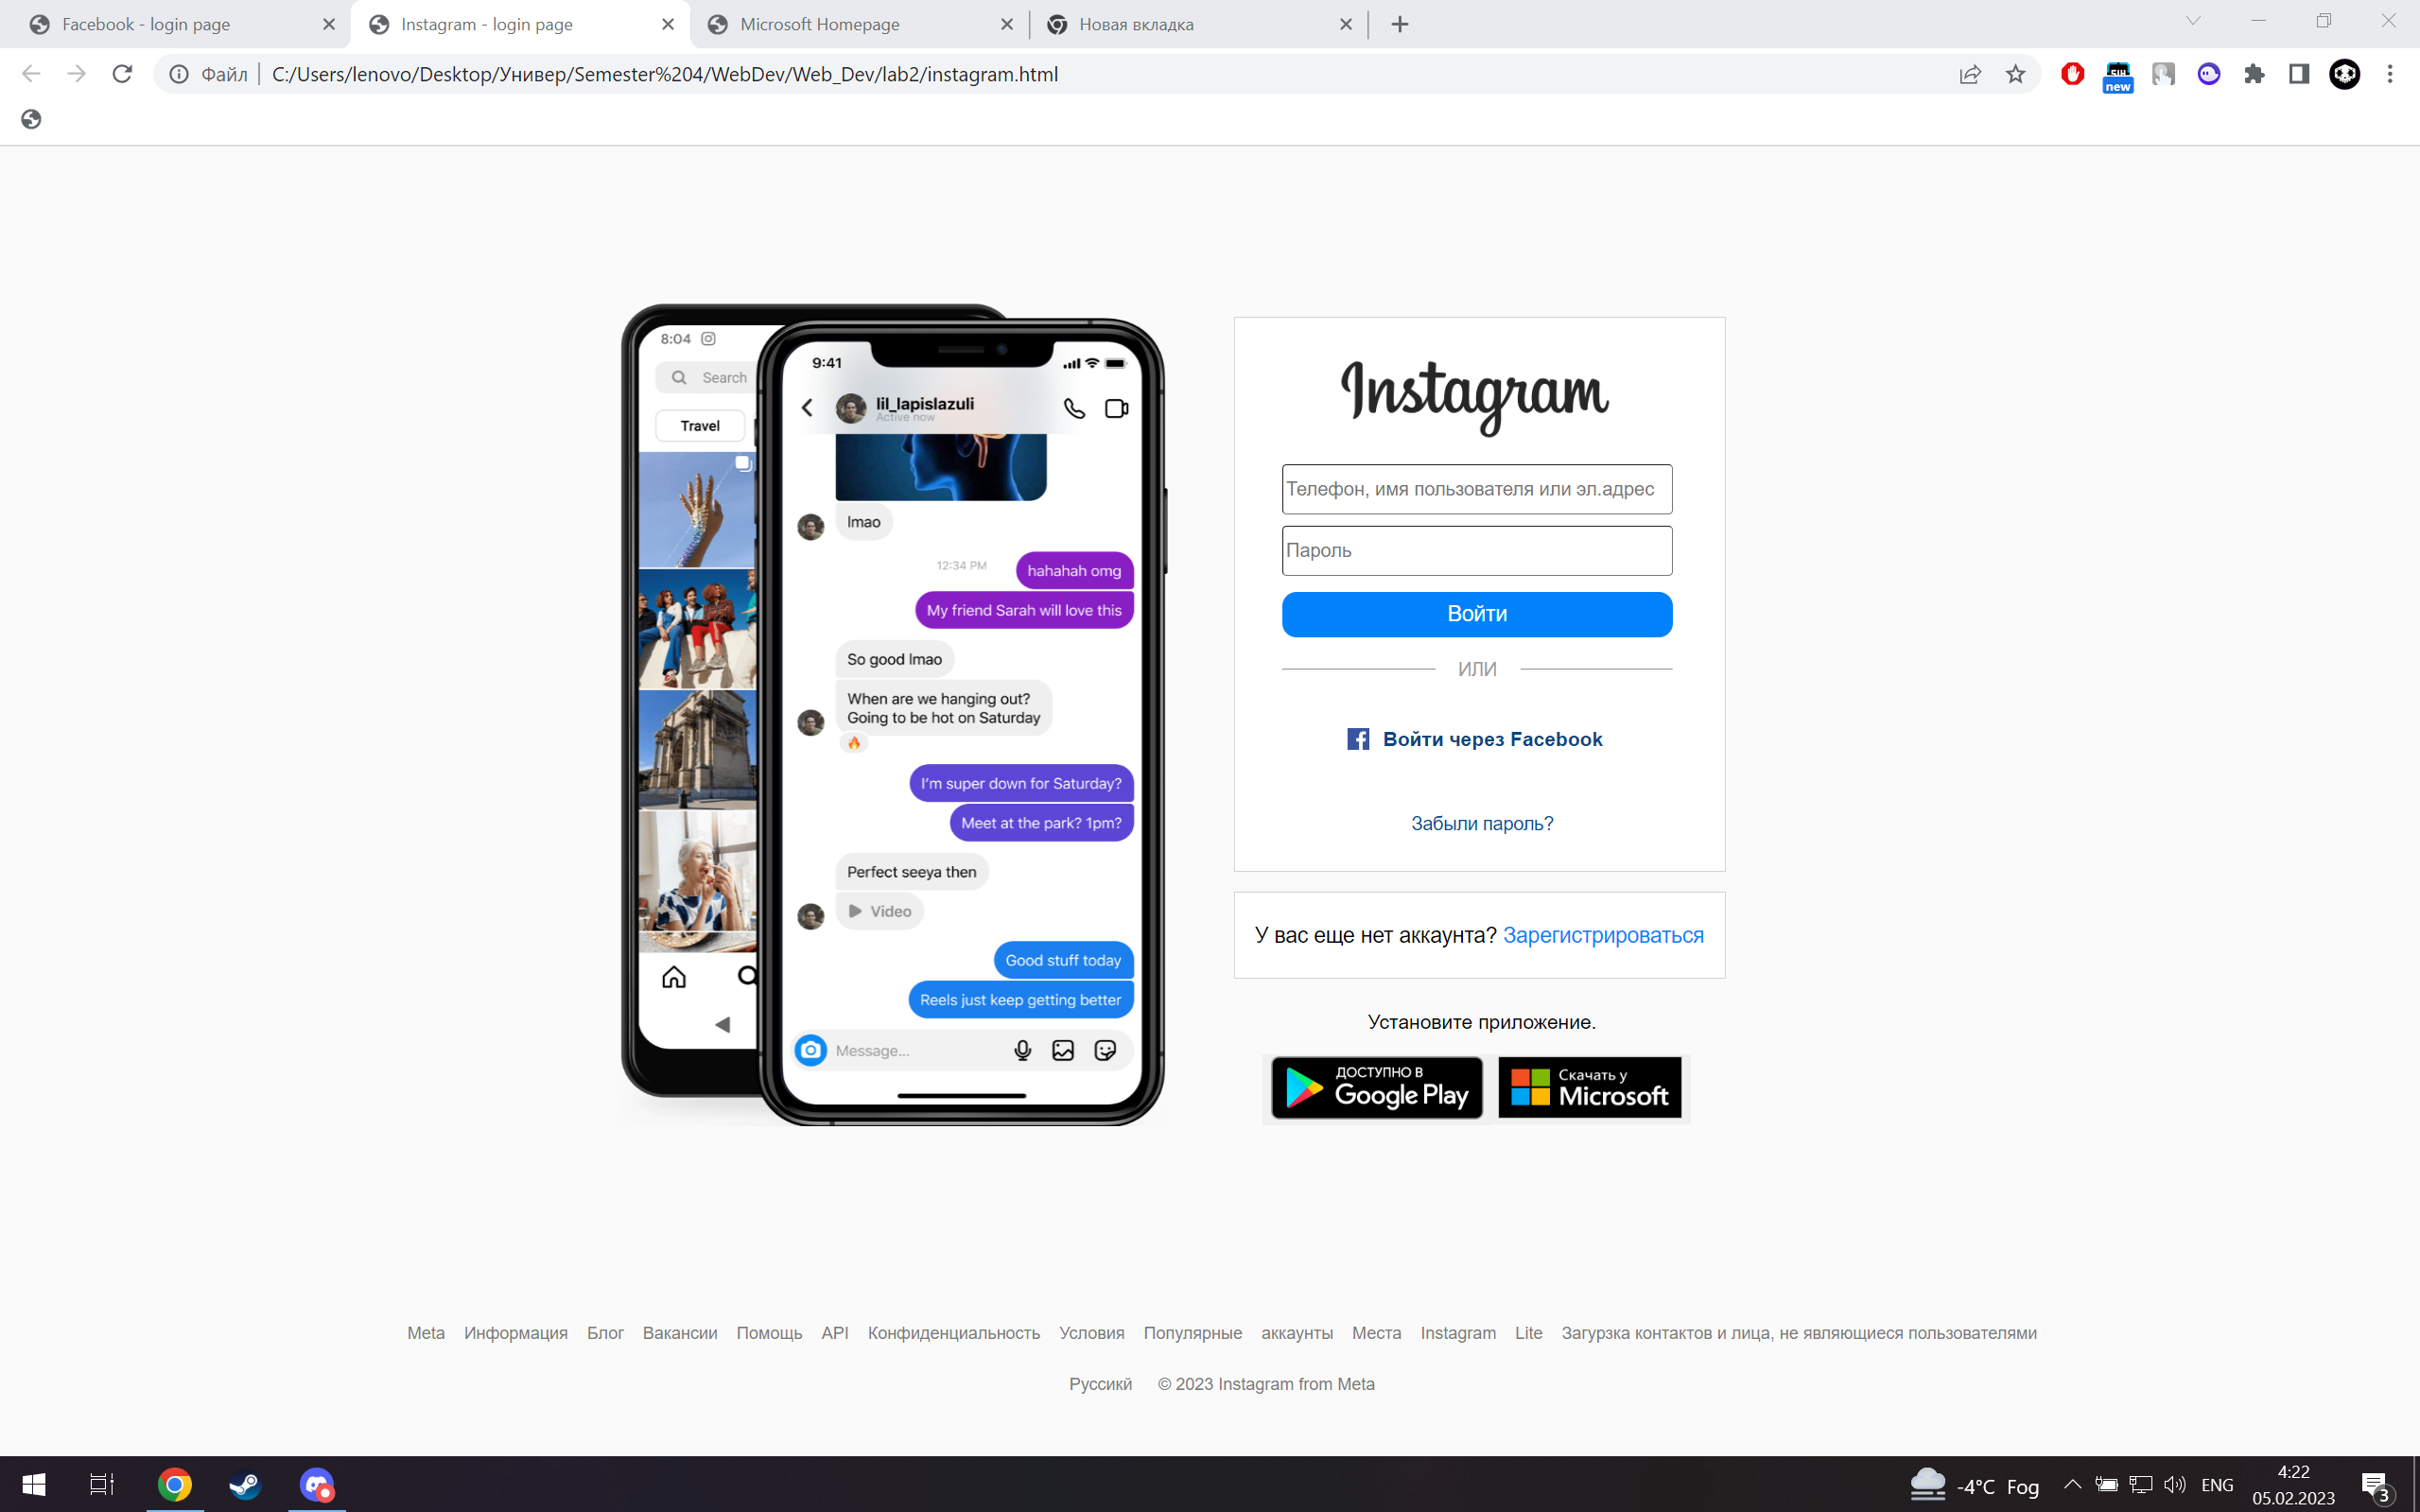 Facebook - login page
Instagram - login page
Microsoft Homepage
Новая вкладка
Файл
C:/Users/lenovo/Desktop/Универ/Semester%204/WebDev/Web_Dev/lab2/instagram.html
new
8:04
Search
Travel
9:41
lil_lapislazuli
Active now
lmao
12:34 PM
hahahah omg
My friend Sarah will love this
So good lmao
When are we hanging out?
Going to be hot on Saturday
I'm super down for Saturday?
Meet at the park? 1pm?
Perfect seeya then
Video
Good stuff today
Reels just keep getting better
Message...
Instagram
Телефон, имя пользователя или эл.адрес
Пароль
Войти
ИЛИ
Войти через Facebook
Забыли пароль?
У вас еще нет аккаунта? Зарегистрироваться
Установите приложение.
ДОСТУПНО В
Google Play
Скачать у
Microsoft
Meta Информация Блог Вакансии Помощь API Конфиденциальность Условия Популярные аккаунты Места Instagram Lite Загурзка контактов и лица, не являющиеся пользователями
Русский © 2023 Instagram from Meta
-4°C Fog
ENG
4:22
05.02.2023
3